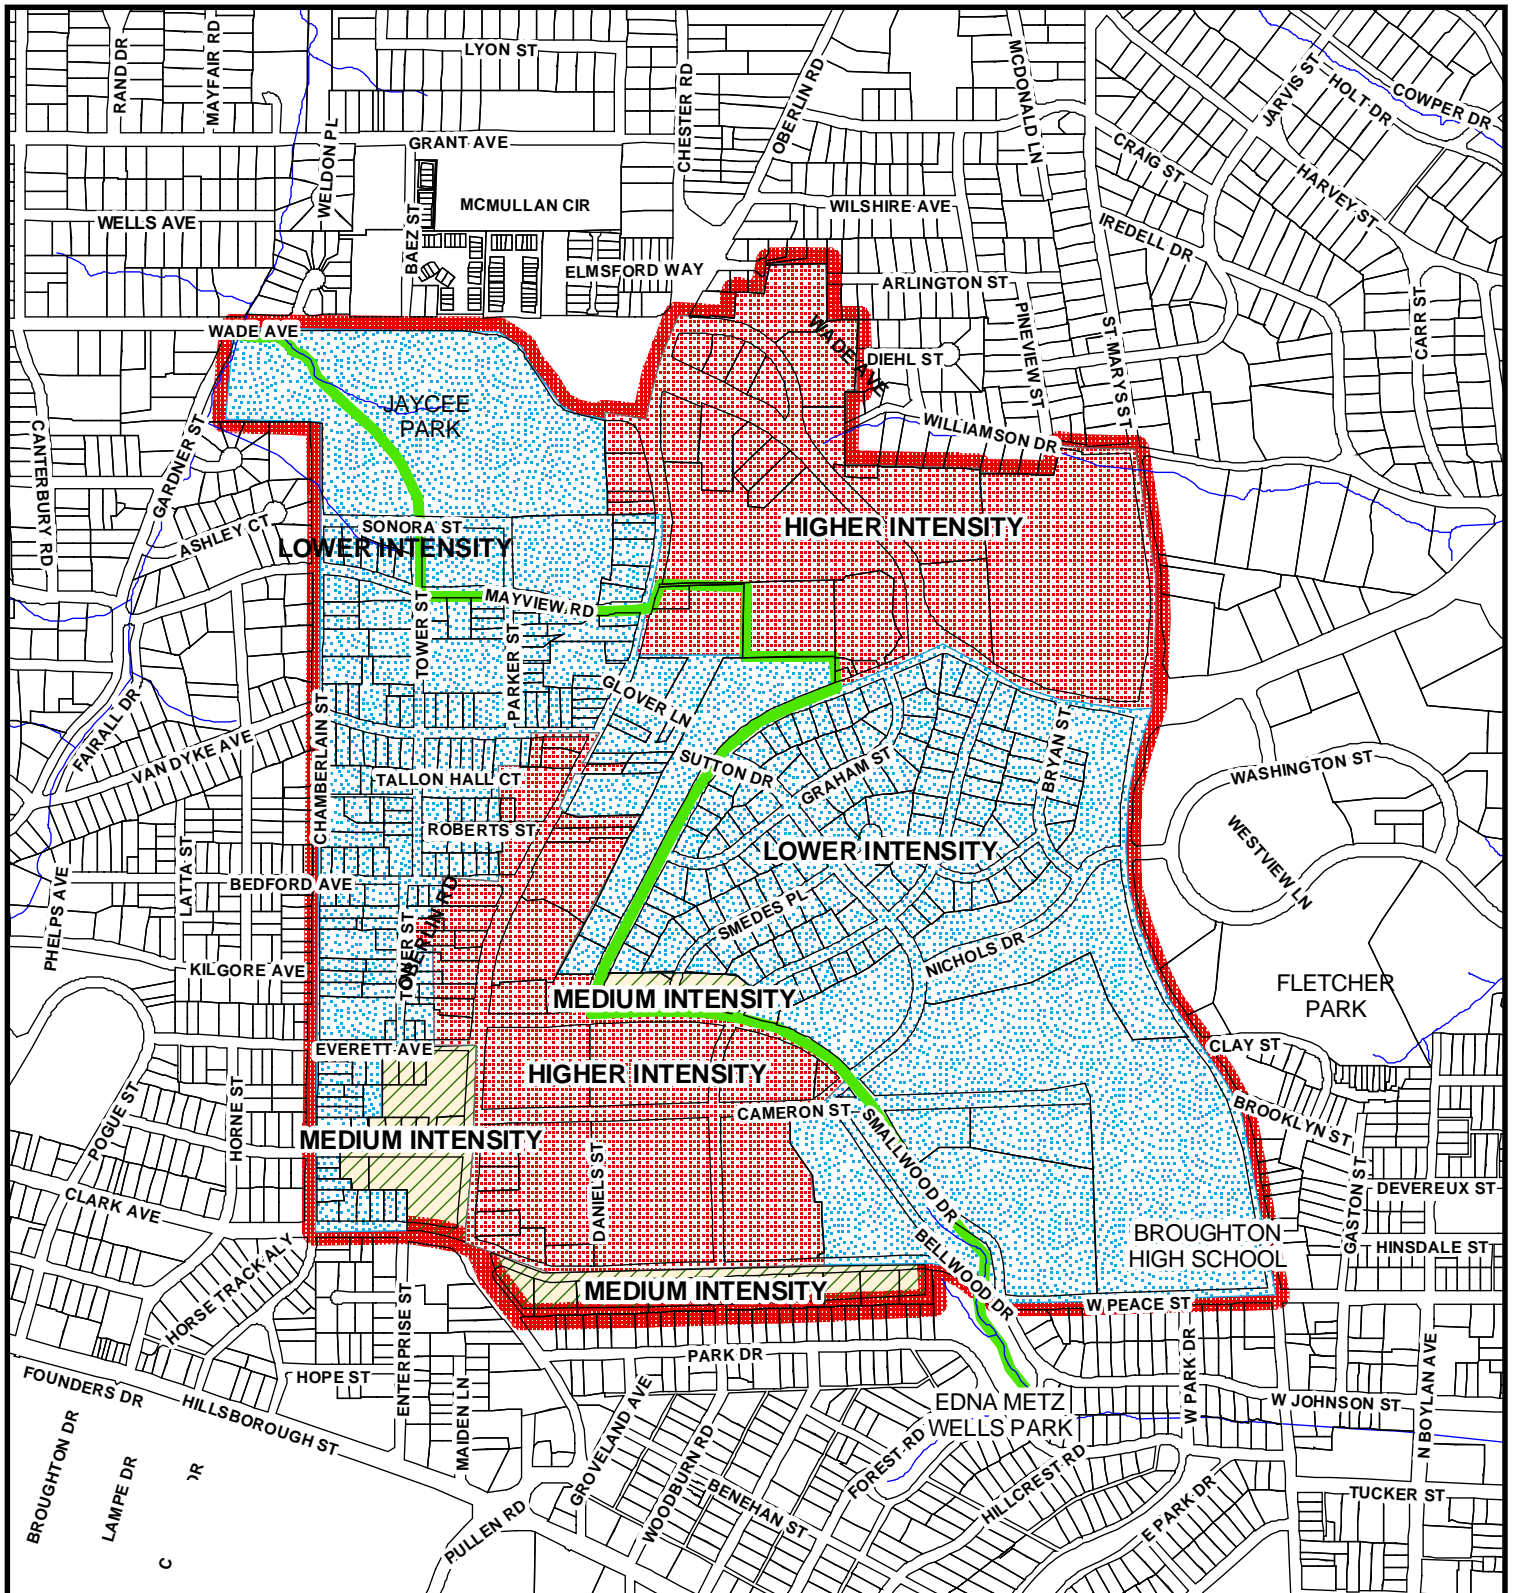 LYON ST
RAND DR
MAYFAIR RD
CHESTER RD
OBERLIN RD
MCDONALD LN
JARVIS ST
HOLT DR
COWPER DR
GRANT AVE
WELDON PL
CRAIG ST
HARVEY ST
WELLS AVE
BAEZ ST
MCMULLAN CIR
WILSHIRE AVE
IREDELL DR
ELMSFORD WAY
ARLINGTON ST
PINEVIEW ST
ST MARYS ST
CARR ST
WADE AVE
WADE AVE
DIEHL ST
JAYCEE
PARK
WILLIAMSON DR
CANTERBURY RD
GARDNER ST
ASHLEY CT
SONORA ST
LOWER INTENSITY
HIGHER INTENSITY
MAYVIEW RD
TOWER ST
PARKER ST
GLOVER LN
FAIRALL DR
VAN DYKE AVE
CHAMBERLAIN ST
TALLON HALL CT
SUTTON DR
GRAHAM ST
BRYAN ST
WASHINGTON ST
ROBERTS ST
LOWER INTENSITY
WESTVIEW LN
PHELPS AVE
LATTA ST
BEDFORD AVE
OBERLIN RD
TOWER ST
SMEDES PL
NICHOLS DR
KILGORE AVE
MEDIUM INTENSITY
FLETCHER
PARK
EVERETT AVE
CLAY ST
HIGHER INTENSITY
POGUE ST
HORNE ST
CAMERON ST
SMALLWOOD DR
BROOKLYN ST
MEDIUM INTENSITY
DANIELS ST
CLARK AVE
GASTON ST
DEVEREUX ST
HORSE TRACK ALY
BELLWOOD DR
BROUGHTON
HIGH SCHOOL
HINSDALE ST
MEDIUM INTENSITY
W PEACE ST
ENTERPRISE ST
PARK DR
W PARK DR
N BOYLAN AVE
HOPE ST
MAIDEN LN
FOUNDERS DR
HILLSBOROUGH ST
GROVELAND AVE
WOODBURN RD
EDNA METZ
WELLS PARK
W JOHNSON ST
BROUGHTON DR
LAMPE DR
DR
C
FOREST RD
HILLCREST RD
BENEHAN ST
PULLEN RD
E PARK DR
TUCKER ST